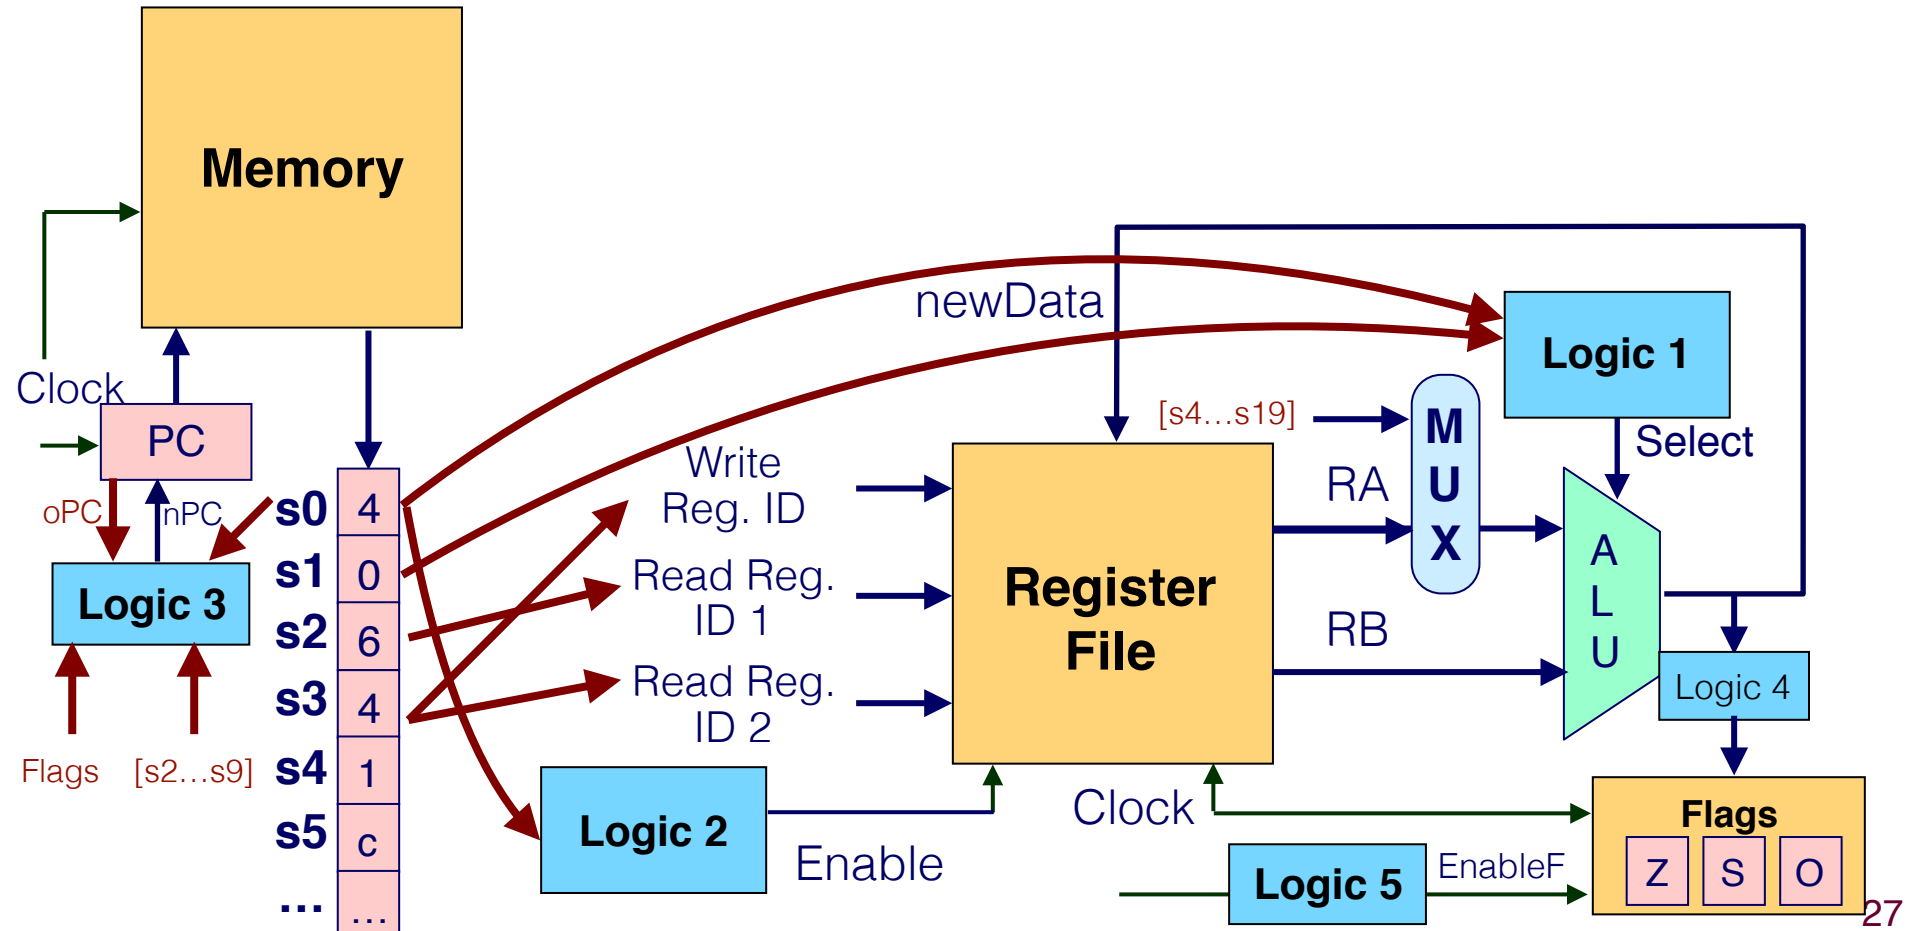 Memory
Clock
PC
oPC
nPC
Logic 3
Flags
[s2...s9]
s0 4
s1 0
s2 6
s3 4
s4 1
s5 c
... ...
Write
Reg. ID
Read Reg.
ID 1
Read Reg.
ID 2
Logic 2
Enable
newData
Register
File
Clock
[s4...s19]
RA
RB
M
U
X
Logic 1
Select
A
L
U
Logic 4
Flags
Z S O
Logic 5
EnableF
27